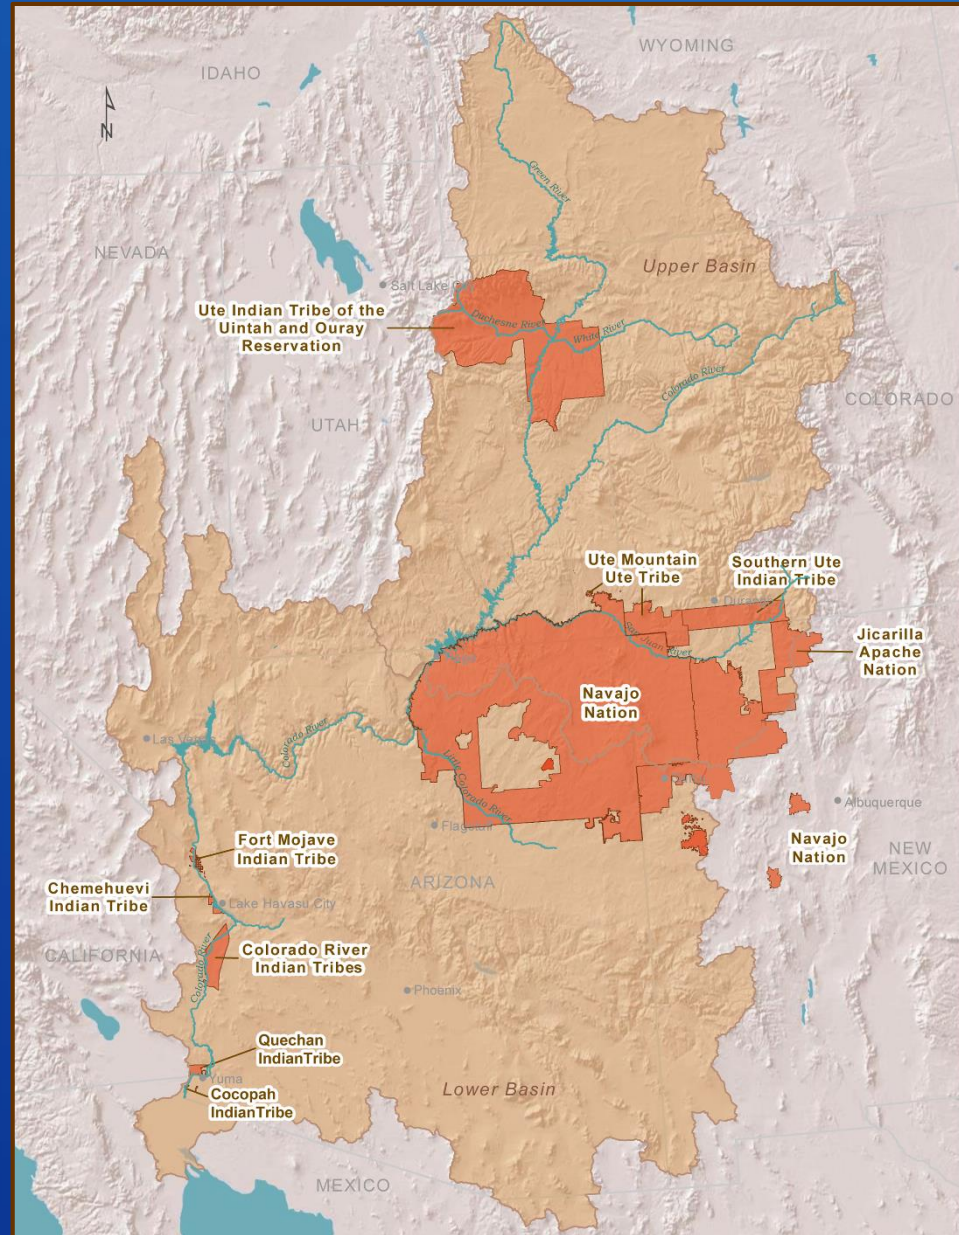 WYOMING
IDAHO
N
Green River
NEVADA
Upper Basin
Salt Lake
Ute Indian Tribe of the
Uintah and Ouray
Reservation
Duchesne River
White River
Colorado River
COLORADO
UTAH
Ute Mountain
Ute Tribe
Southern Ute
Indian Tribe
San Juan River
Jicarilla
Apache
Nation
Navajo
Nation
Colorado River
Las
Little Colorado River
Albuquerque
Flagstaff
Fort Mojave
Indian Tribe
Navajo
Nation
NEW
MEXICO
ARIZONA
Chemehuevi
Indian Tribe
Lake Havasu City
CALIFORNIA
Colorado River
Colorado River
Indian Tribes
Phoenix
Quechan
IndianTribe
Yuma
Cocopah
IndianTribe
Lower Basin
MEXICO